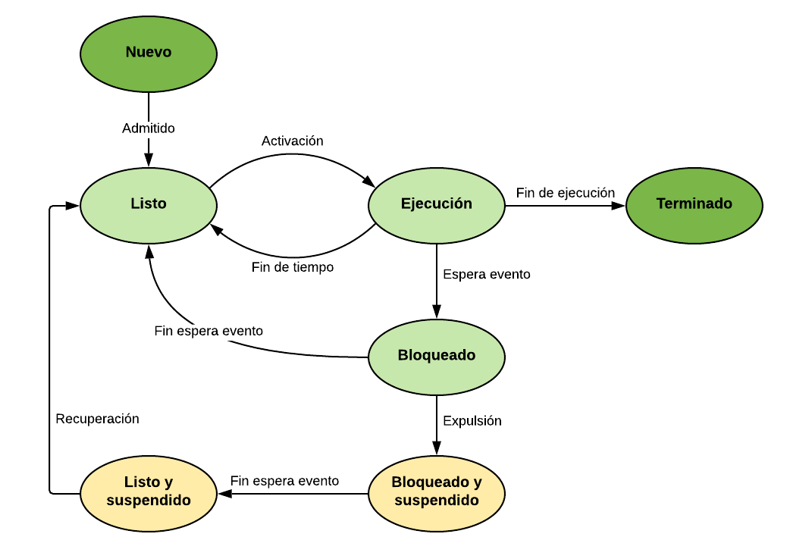 Nuevo
Admitido
Activación
Listo
Ejecución
Fin de ejecución
Terminado
Fin de tiempo
Espera evento
Fin espera evento
Bloqueado
Recuperación
Expulsión
Listo y
suspendido
Fin espera evento
Bloqueado y
suspendido